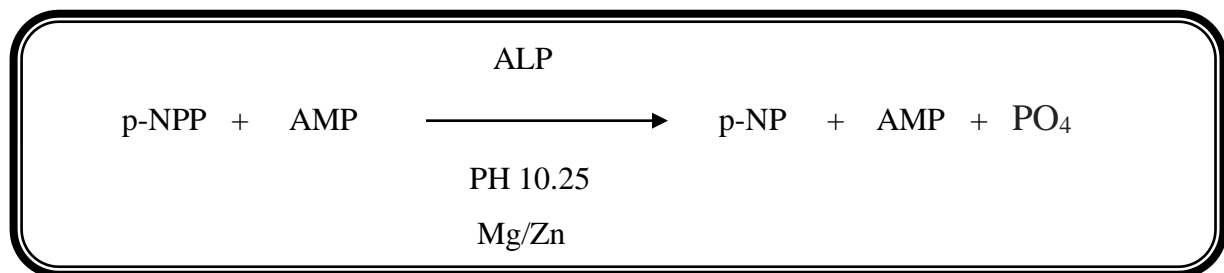 ALP
p-NPP + AMP p-NP + AMP + PO₄
PH 10.25
Mg/Zn